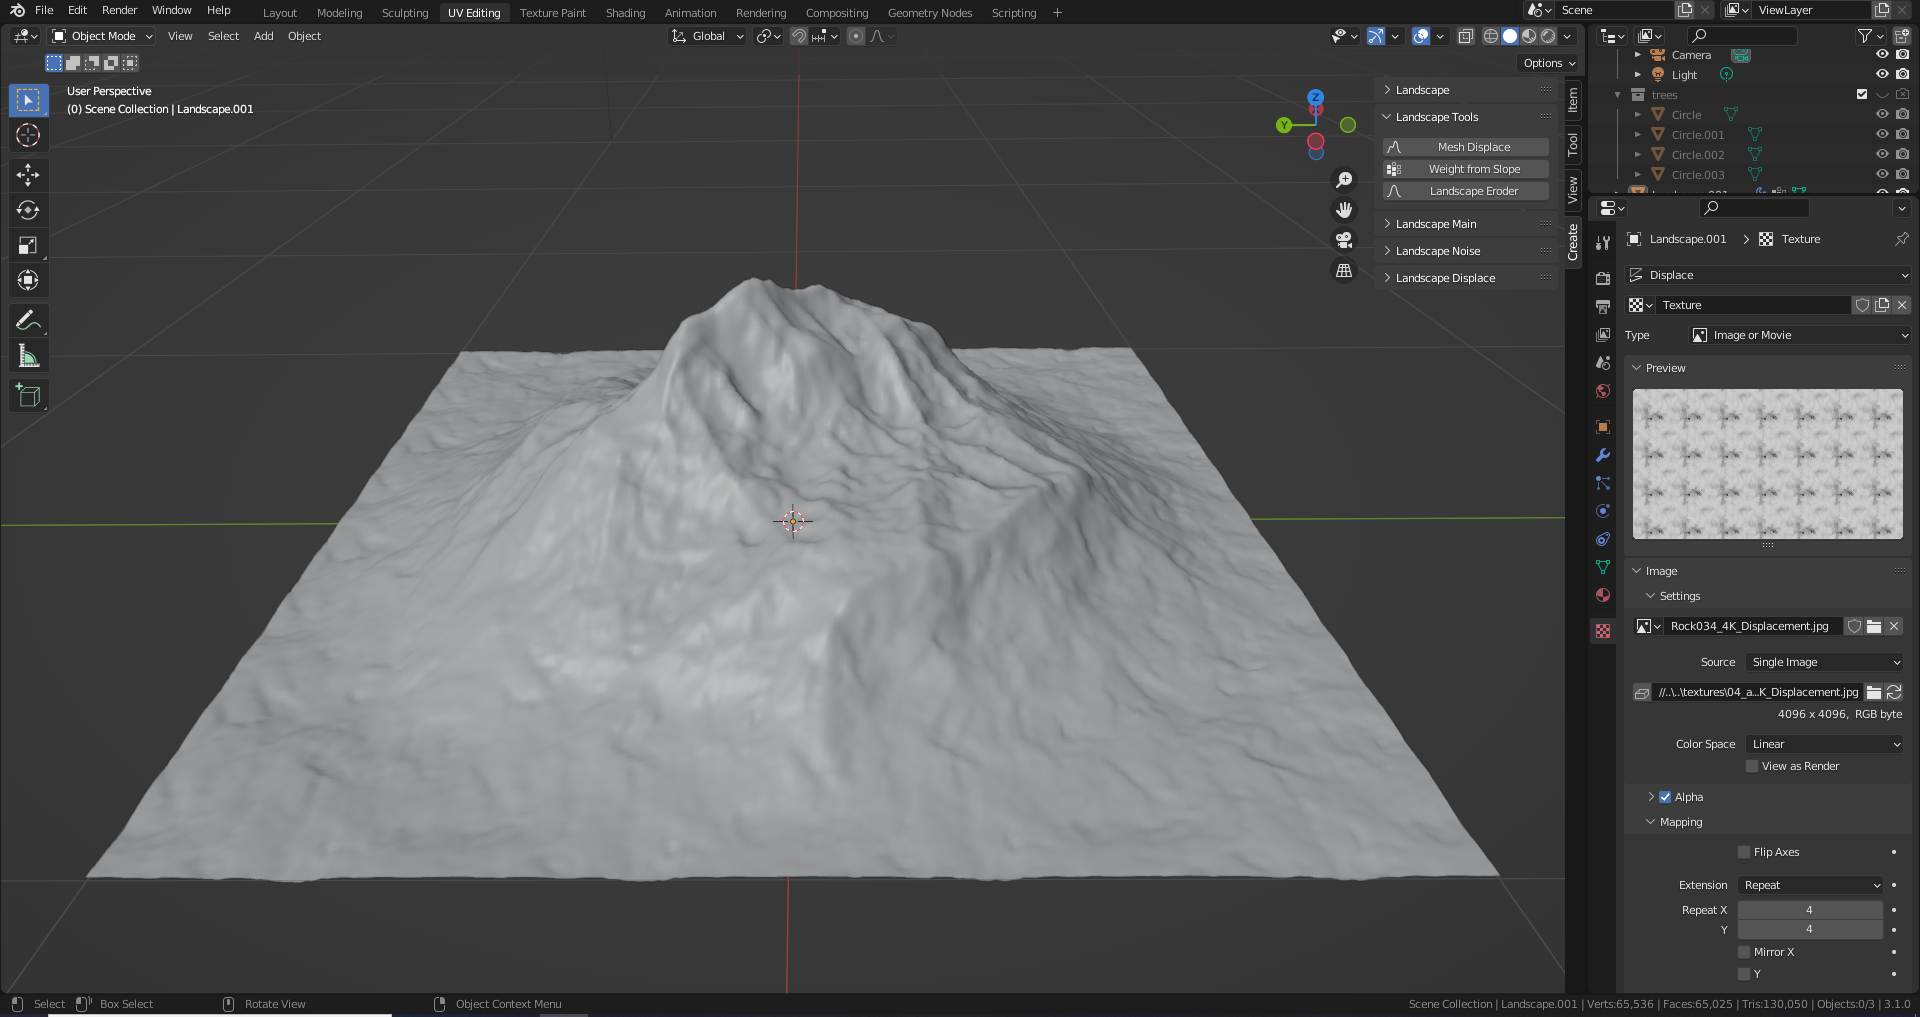 File Edit Render Window Help
Layout Modeling Sculpting UV Editing Texture Paint Shading Animation Rendering Compositing Geometry Nodes Scripting +
Scene
ViewLayer
Object Mode View Select Add Object
Global
Options
User Perspective
(0) Scene Collection | Landscape.001
Z
Y
Landscape
Landscape Tools
Mesh Displace
Weight from Slope
Landscape Eroder
Landscape Main
Landscape Noise
Landscape Displace
Item
Tool
View
Create
Camera
Light
trees
Circle
Circle.001
Circle.002
Circle.003
Landscape.001 Texture
Displace
Texture
Type Image or Movie
Preview
Image
Settings
Rock034_4K_Displacement.jpg
Source Single Image
//..\..\textures\04_a...K_Displacement.jpg
4096 x 4096, RGB byte
Color Space Linear
View as Render
Alpha
Mapping
Flip Axes
Extension Repeat
Repeat X 4
Y 4
Mirror X
Y
Select Box Select Rotate View Object Context Menu
Scene Collection | Landscape.001 | Verts:65,536 | Faces:65,025 | Tris:130,050 | Objects:0/3 | 3.1.0